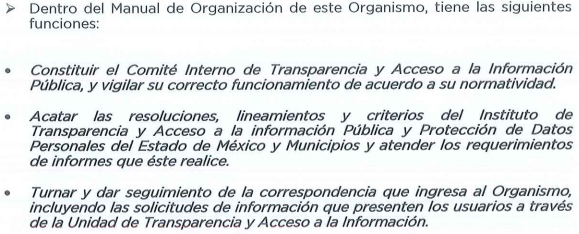 ➢ Dentro del Manual de Organización de este Organismo, tiene las siguientes
funciones:
• Constituir el Comité Interno de Transparencia y Acceso a la Información
Pública, y vigilar su correcto funcionamiento de acuerdo a su normatividad.
• Acatar las resoluciones, lineamientos y criterios del Instituto de
Transparencia y Acceso a la información Pública y Protección de Datos
Personales del Estado de México y Municipios y atender los requerimientos
de informes que éste realice.
• Turnar y dar seguimiento de la correspondencia que ingresa al Organismo,
incluyendo las solicitudes de información que presenten los usuarios a través
de la Unidad de Transparencia y Acceso a la Información.